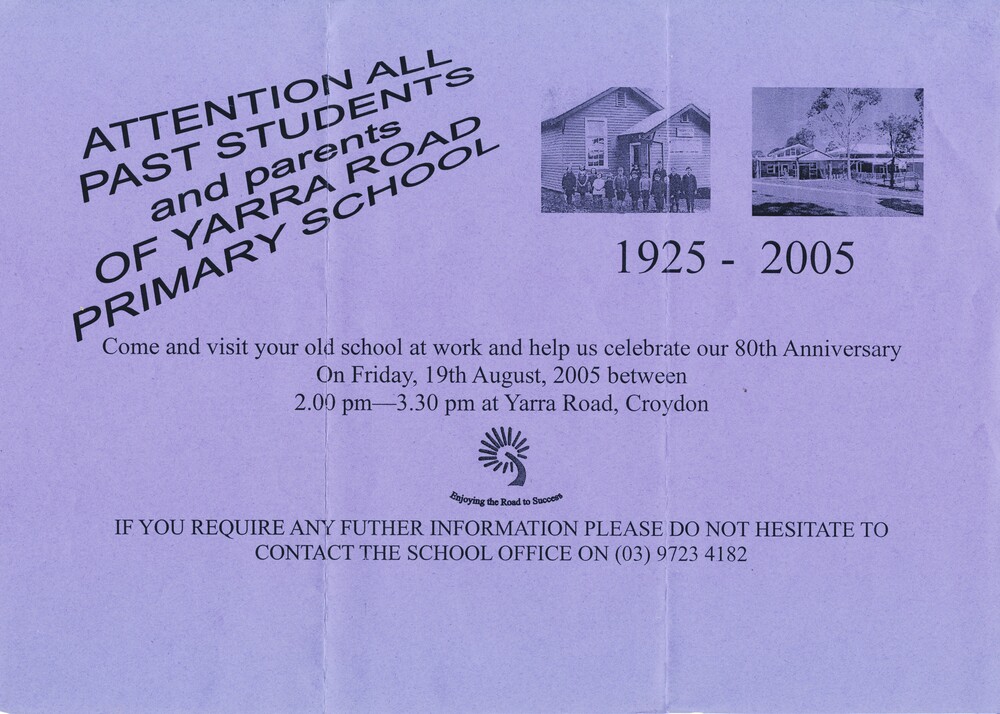 ATTENTION ALL
PAST STUDENTS
and parents
OF YARRA ROAD
PRIMARY SCHOOL
1925 - 2005
Come and visit your old school at work and help us celebrate our 80th Anniversary
On Friday, 19th August, 2005 between
2.00 pm—3.30 pm at Yarra Road, Croydon
Enjoying the Road to Success
IF YOU REQUIRE ANY FUTHER INFORMATION PLEASE DO NOT HESITATE TO
CONTACT THE SCHOOL OFFICE ON (03) 9723 4182